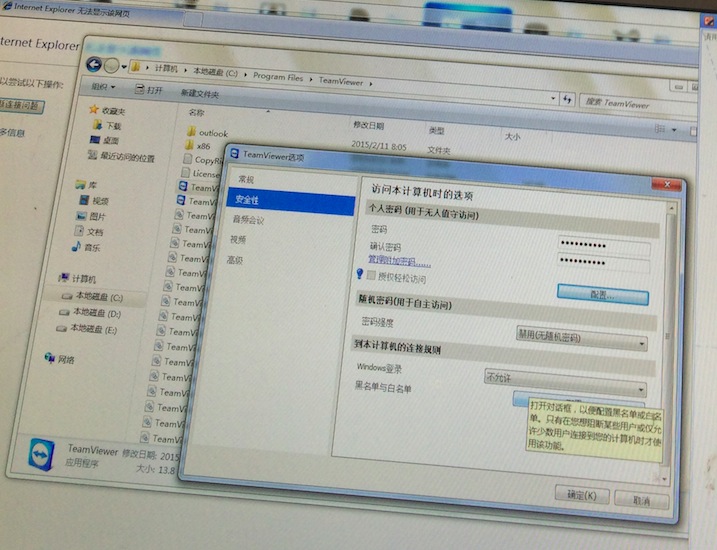 Internet Explorer 无法显示该网页
Internet Explorer
以尝试以下操作:
连接问题
多信息
计算机 ▸ 本地磁盘 (C:) ▸ Program Files ▸ TeamViewer ▸
搜索 TeamViewer
组织 打开 新建文件夹
名称 修改日期 类型 大小
收藏夹
下载
桌面
最近访问的位置
库
视频
图片
文档
音乐
计算机
本地磁盘 (C:)
本地磁盘 (D:)
本地磁盘 (E:)
网络
outlook 2015/2/11 8:05 文件夹
x86
CopyRi
License
TeamV
TeamVi
TeamVi
TeamVi
TeamVi
TeamVi
TeamVi
TeamVi
TeamVi
TeamVi
TeamVi
TeamVi
TeamVi
TeamVi
TeamViewer 修改日期: 2015
应用程序 大小: 13.8
TeamViewer选项
常规
安全性
音频会议
视频
高级
访问本计算机时的选项
个人密码 (用于无人值守访问)
密码 ••••••••••
确认密码 ••••••••••
管理附加密码......
授权轻松访问
配置...
随机密码(用于自主访问)
密码强度 禁用(无随机密码)
到本计算机的连接规则
Windows登录 不允许
黑名单与白名单
打开对话框，以便配置黑名单或白名
单。只有在您想阻斯某些用户或仅允
许少数用户连接到您的计算机时才使
用该功能。
确定(K) 取消